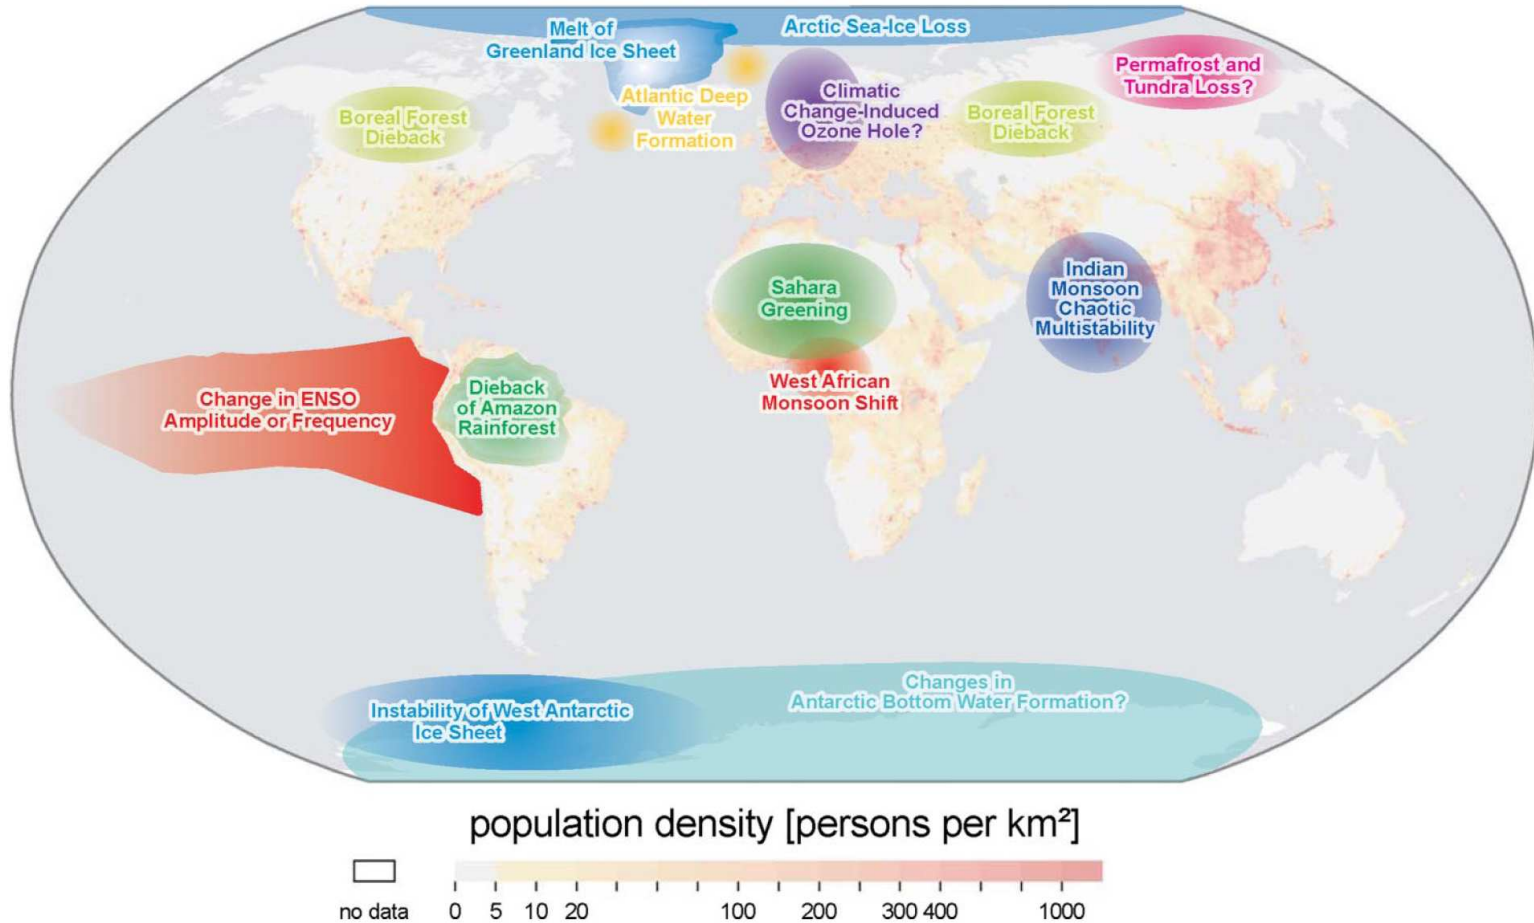 Melt of
Greenland Ice Sheet
Arctic Sea-Ice Loss
Permafrost and
Tundra Loss?
Climatic
Change-Induced
Ozone Hole?
Atlantic Deep
Water
Formation
Boreal Forest
Dieback
Boreal Forest
Dieback
Sahara
Greening
Indian
Monsoon
Chaotic
Multistability
West African
Monsoon Shift
Change in ENSO
Amplitude or Frequency
Dieback
of Amazon
Rainforest
Instability of West Antarctic
Ice Sheet
Changes in
Antarctic Bottom Water Formation?
population density [persons per km²]
no data 0 5 10 20 100 200 300 400 1000